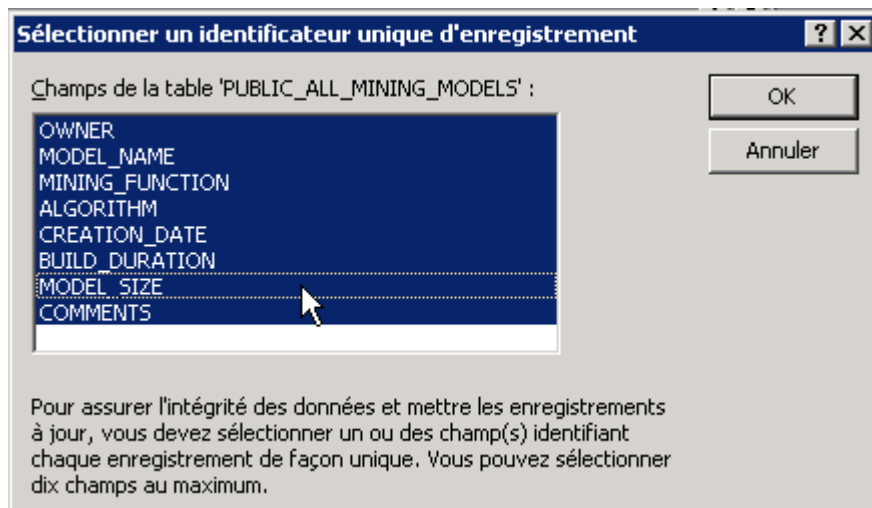 Sélectionner un identificateur unique d'enregistrement
Champs de la table 'PUBLIC_ALL_MINING_MODELS' :
OK
Annuler
OWNER
MODEL_NAME
MINING_FUNCTION
ALGORITHM
CREATION_DATE
BUILD_DURATION
MODEL_SIZE
COMMENTS
Pour assurer l'intégrité des données et mettre les enregistrements
à jour, vous devez sélectionner un ou des champ(s) identifiant
chaque enregistrement de façon unique. Vous pouvez sélectionner
dix champs au maximum.